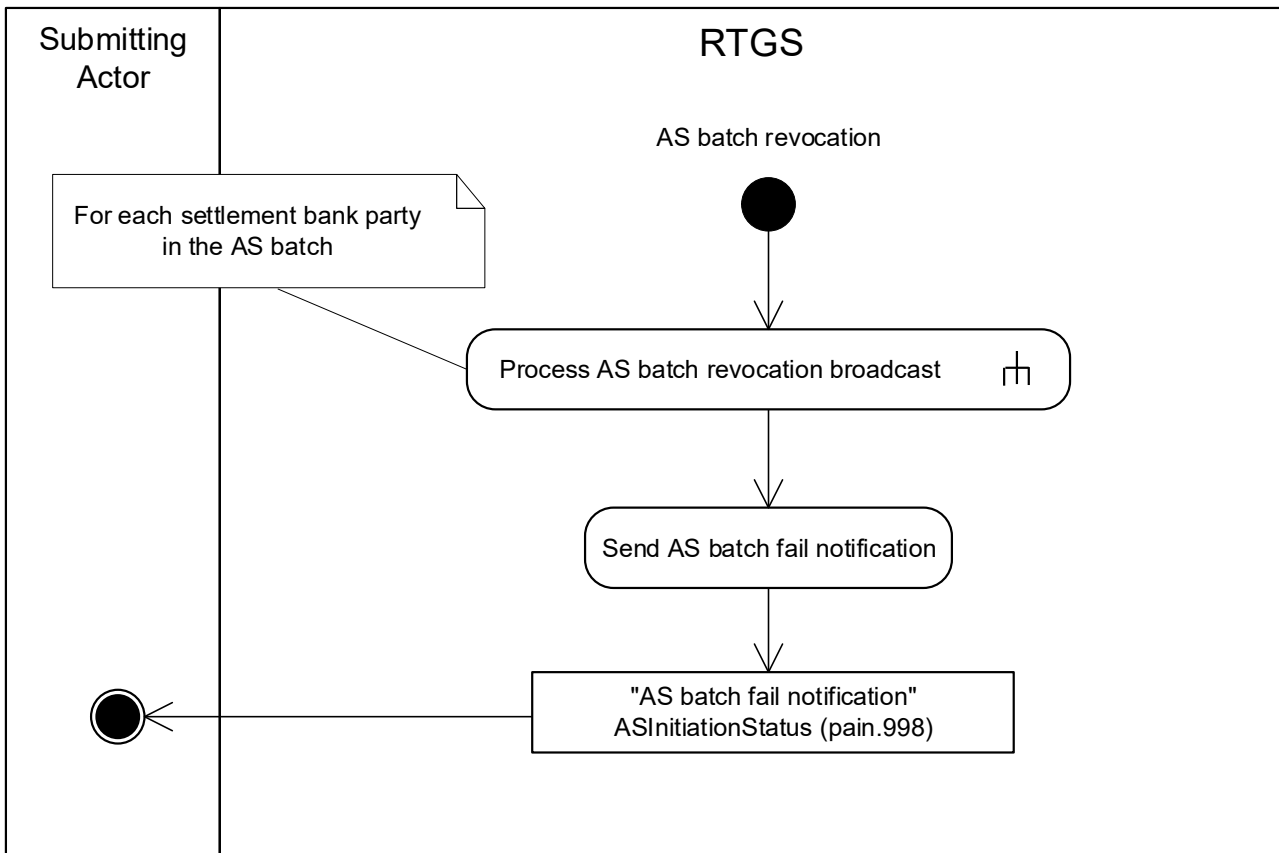 Submitting
Actor
RTGS
AS batch revocation
For each settlement bank party
in the AS batch
Process AS batch revocation broadcast
Send AS batch fail notification
"AS batch fail notification"
ASInitiationStatus (pain.998)